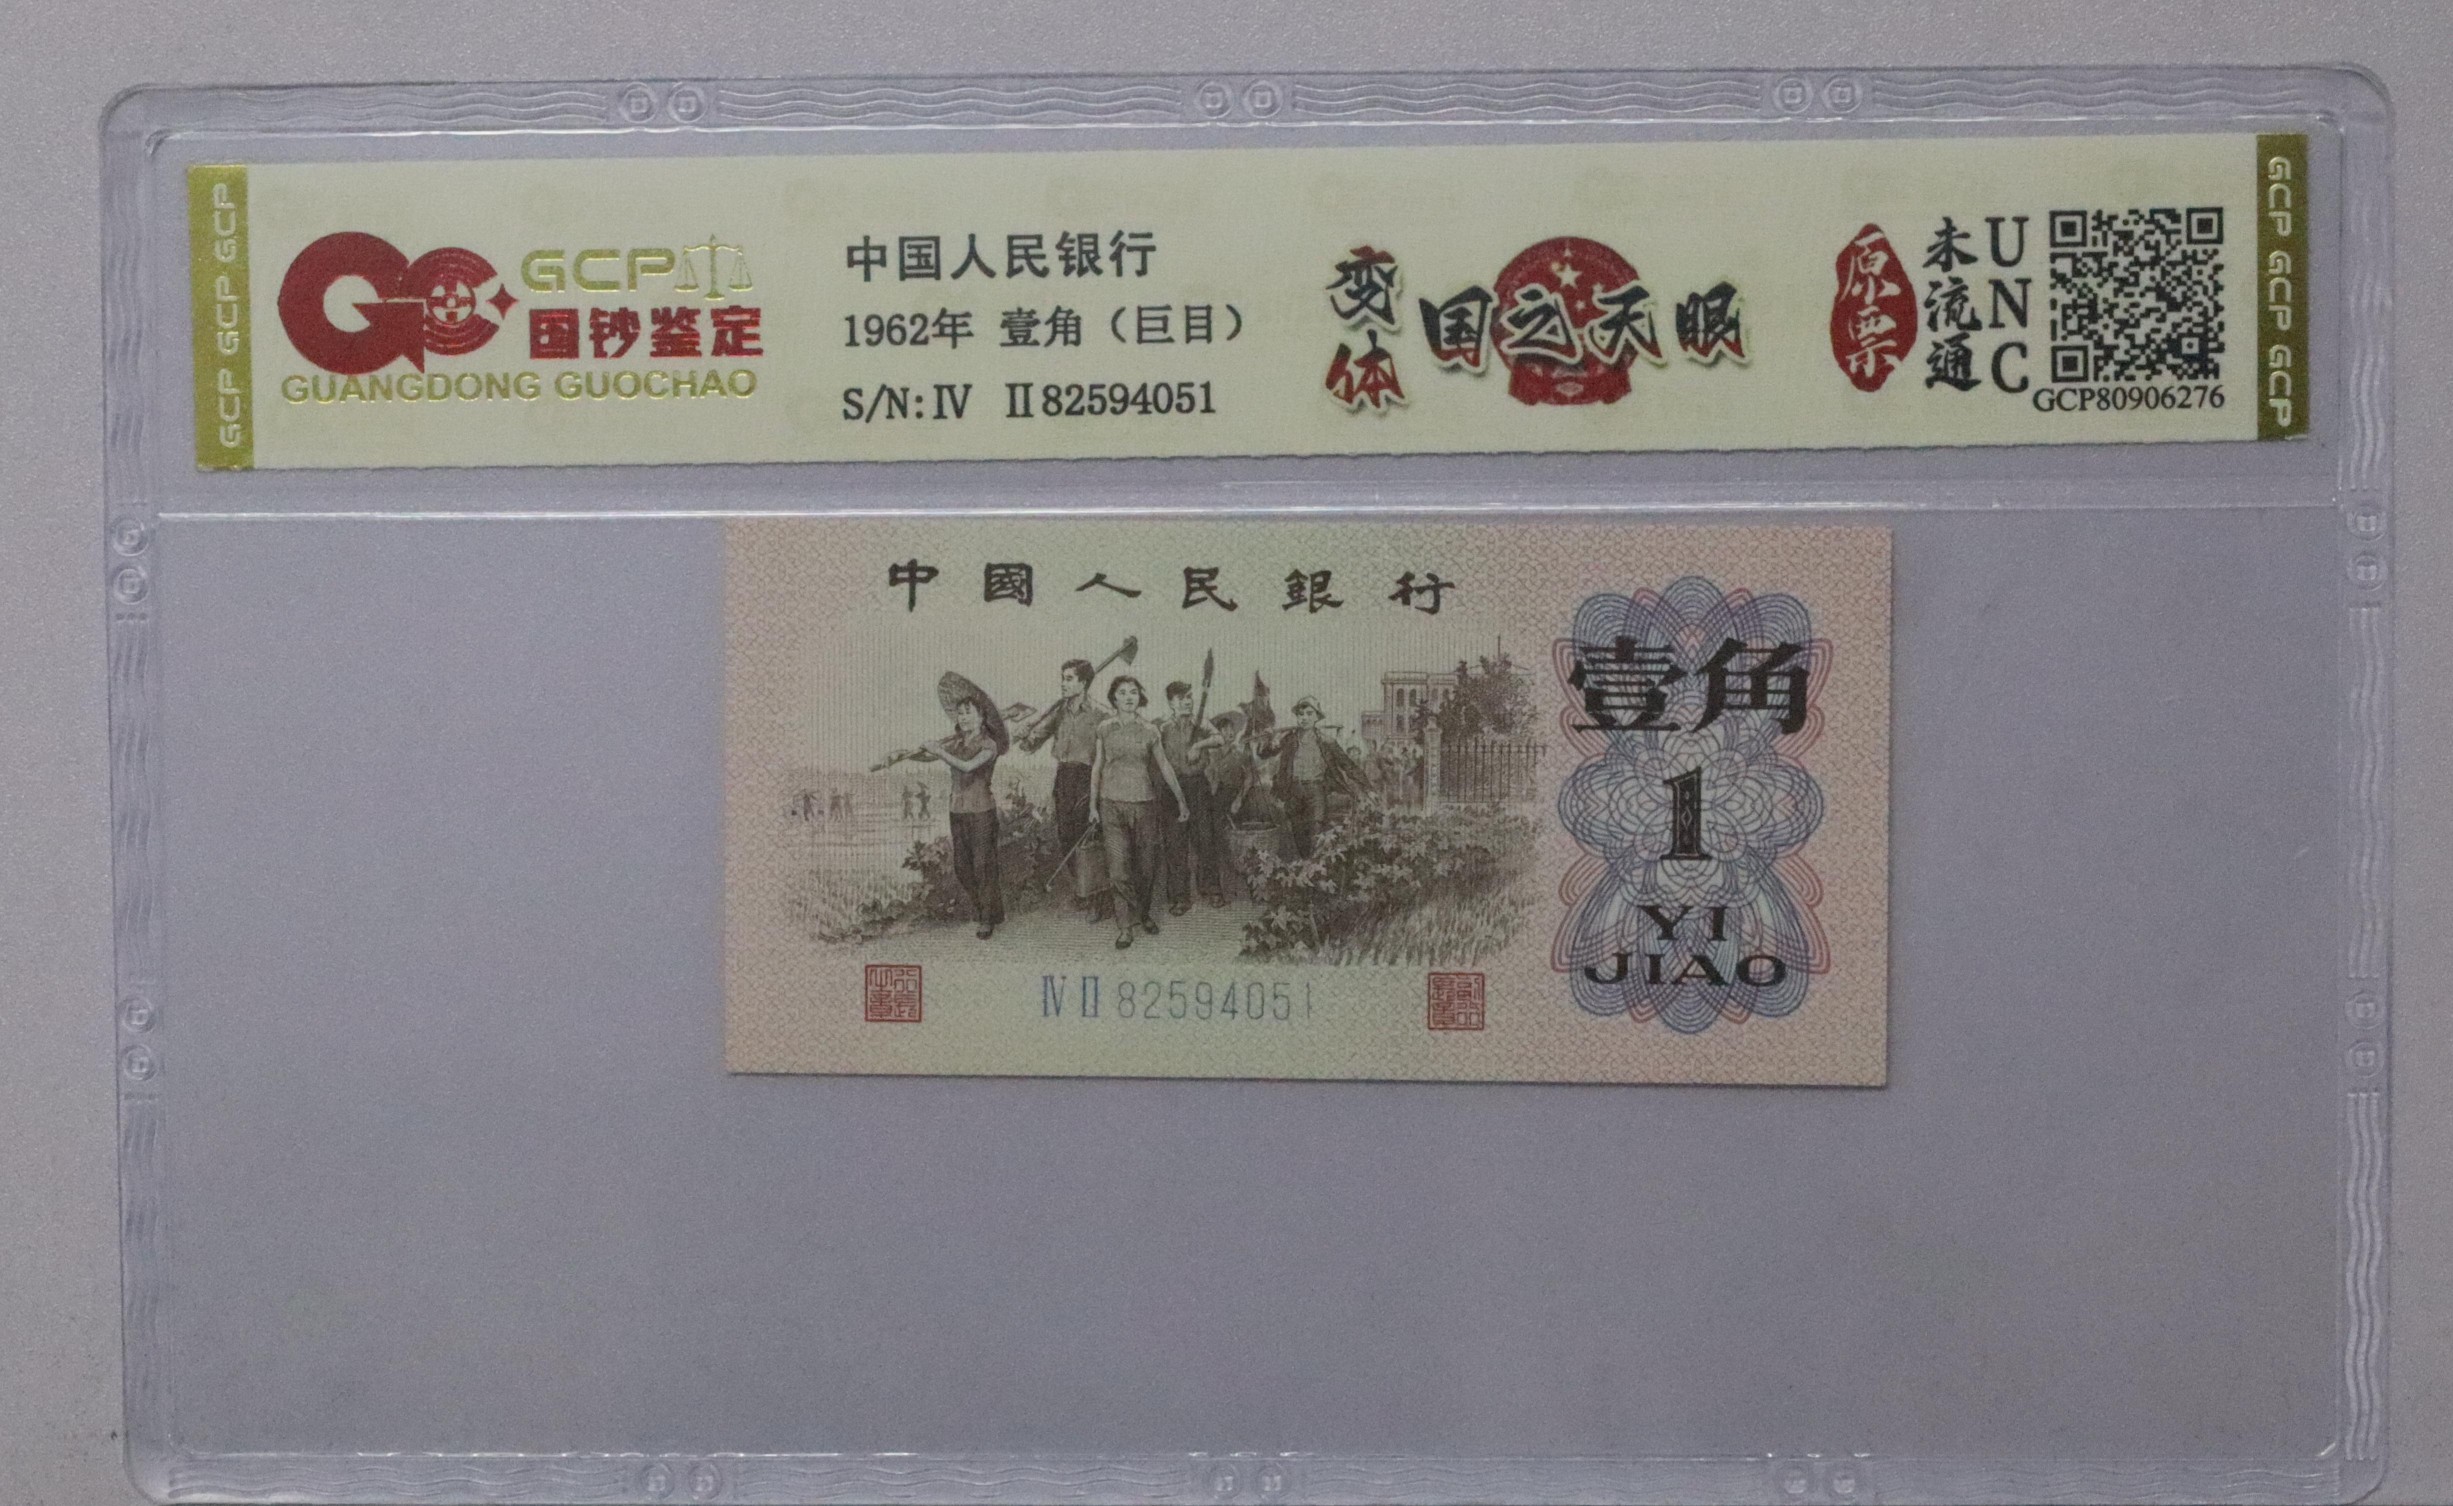 GCP GCP GCP
GCP
国钞鉴定
GUANGDONG GUOCHAO
中国人民银行
1962年 壹角（巨目）
S/N: Ⅳ Ⅱ82594051
变体
国之天眼
原票
未流通
UNC
GCP80906276
GCP GCP GCP
中國人民銀行
壹角
1
YI
JIAO
Ⅳ Ⅱ 82594051